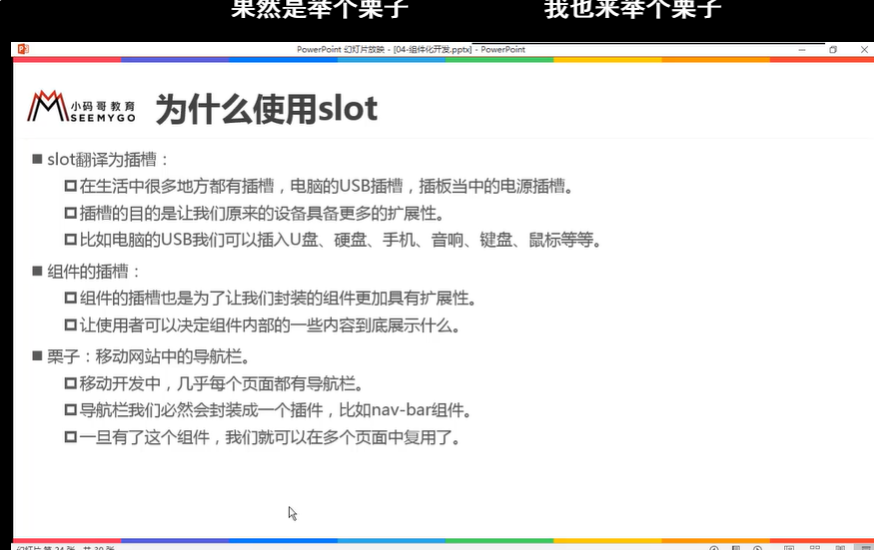 果然是举个栗子 我也来举个栗子
PowerPoint 幻灯片放映 - [04-组件化开发.pptx] - PowerPoint
小码哥教育
SEEMYGO
为什么使用slot
slot翻译为插槽：
在生活中很多地方都有插槽，电脑的USB插槽，插板当中的电源插槽。
插槽的目的是让我们原来的设备具备更多的扩展性。
比如电脑的USB我们可以插入U盘、硬盘、手机、音响、键盘、鼠标等等。
组件的插槽：
组件的插槽也是为了让我们封装的组件更加具有扩展性。
让使用者可以决定组件内部的一些内容到底展示什么。
栗子：移动网站中的导航栏。
移动开发中，几乎每个页面都有导航栏。
导航栏我们必然会封装成一个插件，比如nav-bar组件。
一旦有了这个组件，我们就可以在多个页面中复用了。